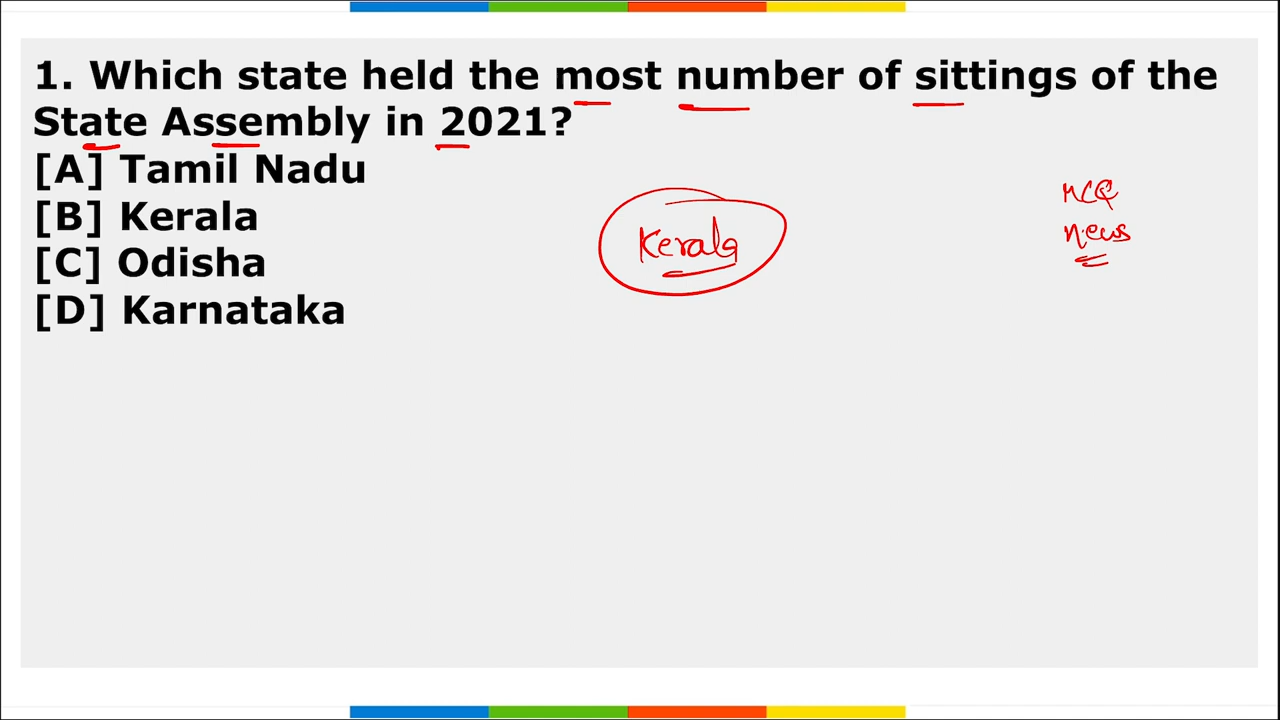 1. Which state held the most number of sittings of the
State Assembly in 2021?
[A] Tamil Nadu
[B] Kerala
[C] Odisha
[D] Karnataka
Kerala
MCQ
news